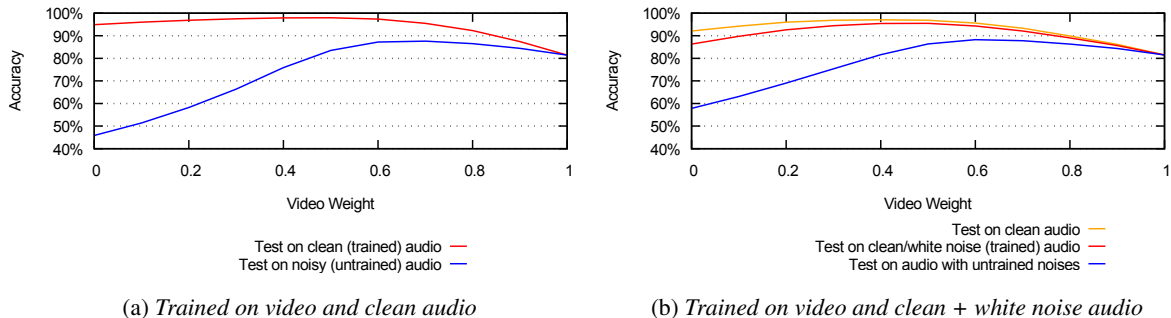 100%
90%
80%
70%
60%
50%
40%
Accuracy
0
0.2
0.4
0.6
0.8
1
Video Weight
Test on clean (trained) audio
Test on noisy (untrained) audio
(a) Trained on video and clean audio
100%
90%
80%
70%
60%
50%
40%
Accuracy
0
0.2
0.4
0.6
0.8
1
Video Weight
Test on clean audio
Test on clean/white noise (trained) audio
Test on audio with untrained noises
(b) Trained on video and clean + white noise audio